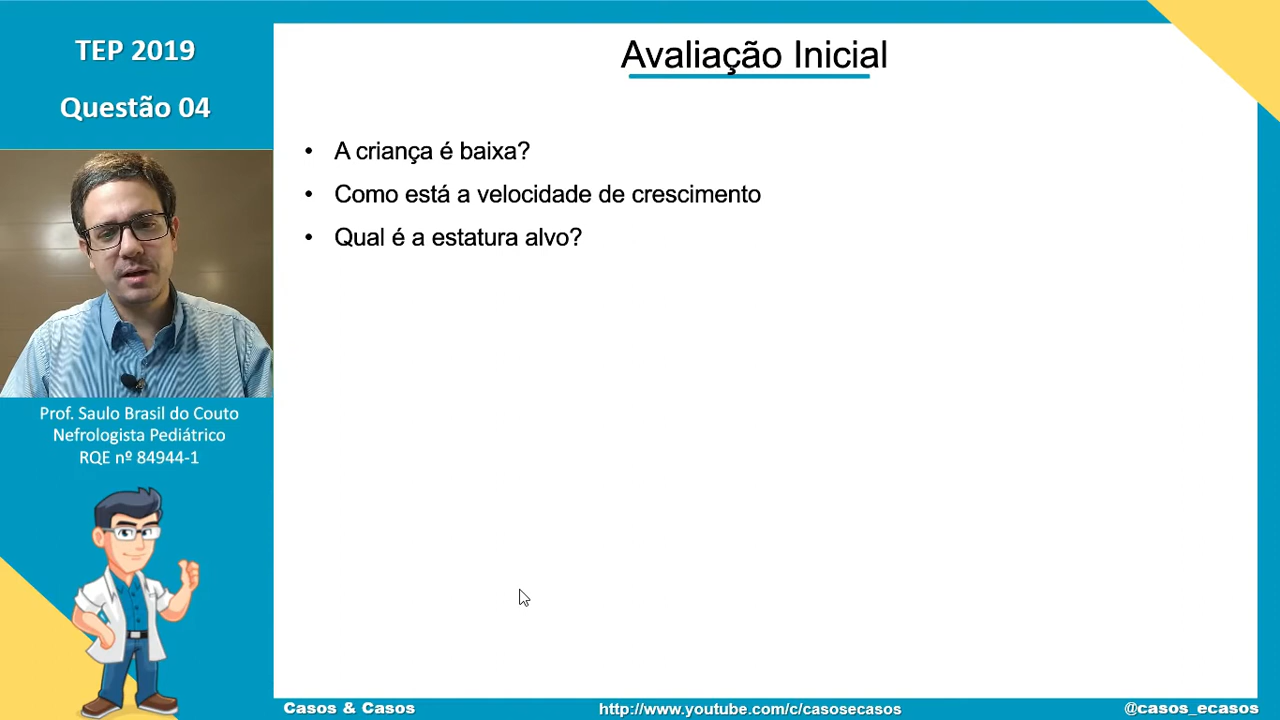 TEP 2019
Questão 04
Prof. Saulo Brasil do Couto
Nefrologista Pediátrico
RQE nº 84944-1
Avaliação Inicial
• A criança é baixa?
• Como está a velocidade de crescimento
• Qual é a estatura alvo?
Casos & Casos
http://www.youtube.com/c/casosecasos
@casos_ecasos